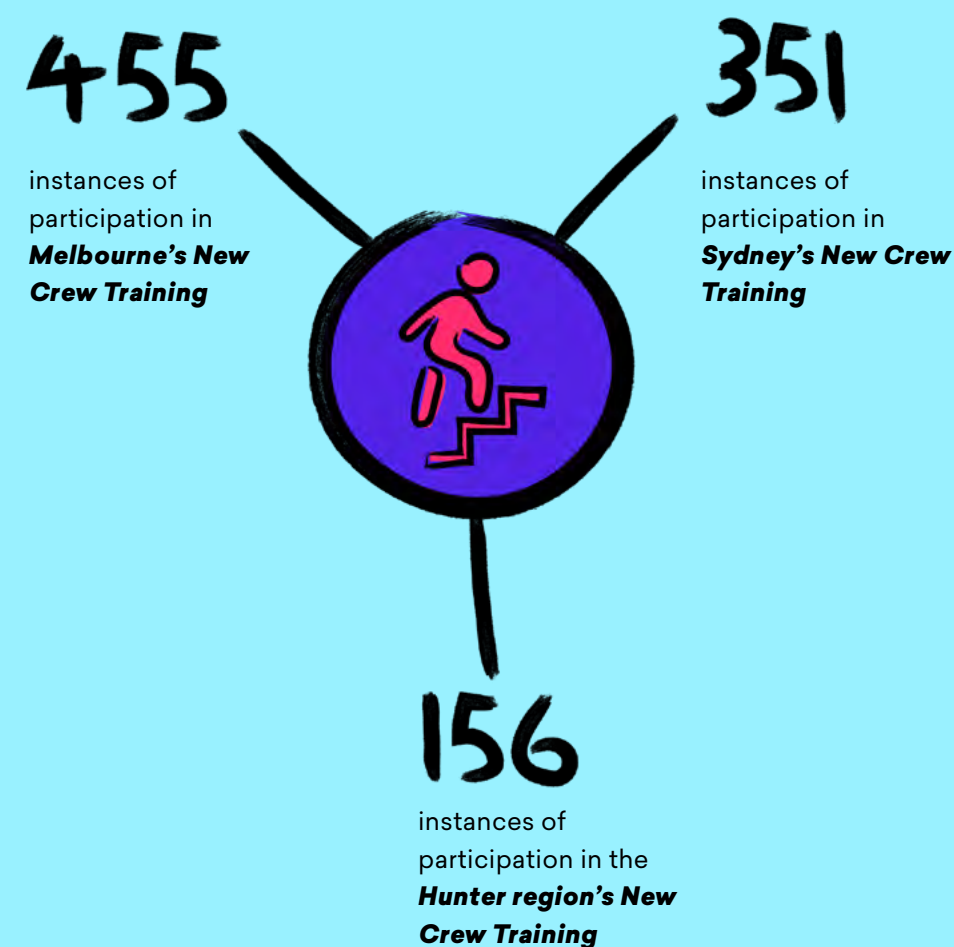 455
instances of
participation in
Melbourne’s New
Crew Training
351
instances of
participation in
Sydney’s New Crew
Training
156
instances of
participation in the
Hunter region’s New
Crew Training